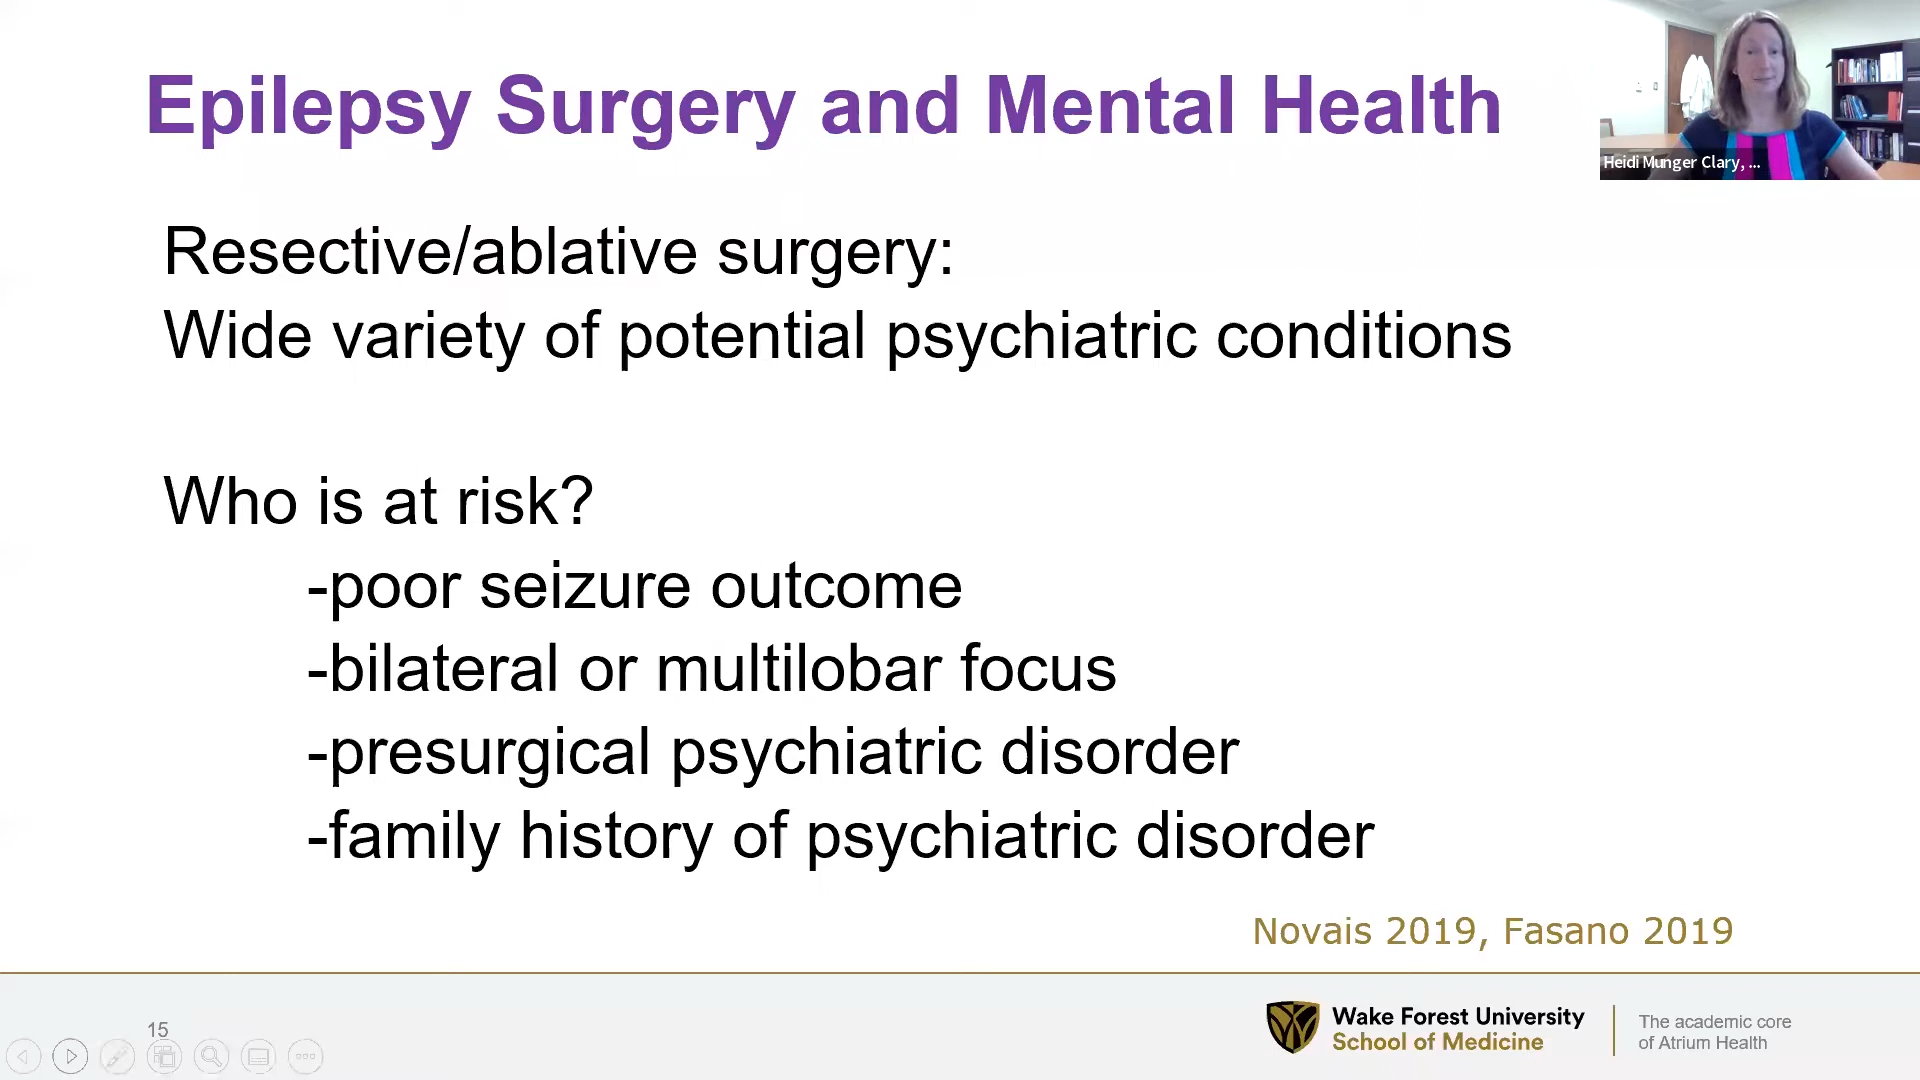 Epilepsy Surgery and Mental Health
Heidi Munger Clary, ...
Resective/ablative surgery:
Wide variety of potential psychiatric conditions
Who is at risk?
-poor seizure outcome
-bilateral or multilobar focus
-presurgical psychiatric disorder
-family history of psychiatric disorder
Novais 2019, Fasano 2019
15
Wake Forest University
School of Medicine
The academic core
of Atrium Health